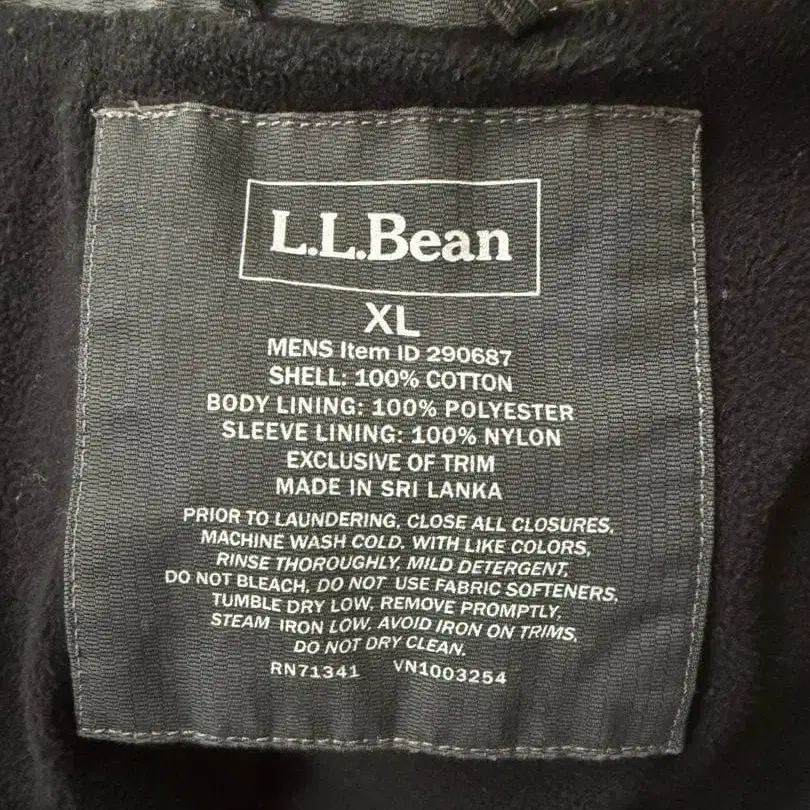 L.L.Bean
XL
MENS Item ID 290687
SHELL: 100% COTTON
BODY LINING: 100% POLYESTER
SLEEVE LINING: 100% NYLON
EXCLUSIVE OF TRIM
MADE IN SRI LANKA
PRIOR TO LAUNDERING, CLOSE ALL CLOSURES,
MACHINE WASH COLD, WITH LIKE COLORS,
RINSE THOROUGHLY, MILD DETERGENT,
DO NOT BLEACH, DO NOT USE FABRIC SOFTENERS,
TUMBLE DRY LOW, REMOVE PROMPTLY,
STEAM IRON LOW, AVOID IRON ON TRIMS,
DO NOT DRY CLEAN.
RN71341 VN1003254